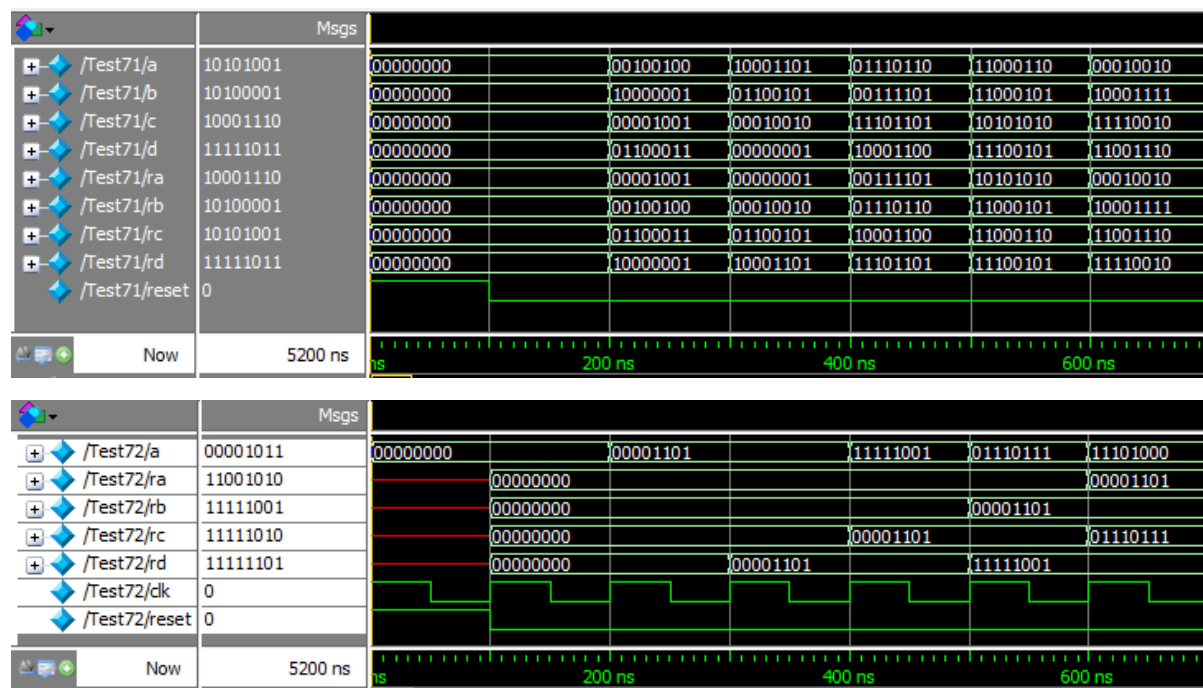 Msgs
/Test71/a 10101001 00000000 00100100 10001101 01110110 11000110 00010010
/Test71/b 10100001 00000000 10000001 01100101 00111101 11000101 10001111
/Test71/c 10001110 00000000 00001001 00010010 11101101 10101010 11110010
/Test71/d 11111011 00000000 01100011 00000001 10001100 11100101 11001110
/Test71/ra 10001110 00000000 00001001 00000001 00111101 10101010 00010010
/Test71/rb 10100001 00000000 00100100 00010010 01110110 11000101 10001111
/Test71/rc 10101001 00000000 01100011 01100101 10001100 11000110 11001110
/Test71/rd 11111011 00000000 10000001 10001101 11101101 11100101 11110010
/Test71/reset 0
Now 5200 ns
ns 200 ns 400 ns 600 ns
Msgs
/Test72/a 00001011 00000000 00001101 11111001 01110111 11101000
/Test72/ra 11001010 00000000 00001101
/Test72/rb 11111001 00000000 00001101
/Test72/rc 11111010 00000000 00001101 01110111
/Test72/rd 11111101 00000000 00001101 11111001
/Test72/clk 0
/Test72/reset 0
Now 5200 ns
ns 200 ns 400 ns 600 ns